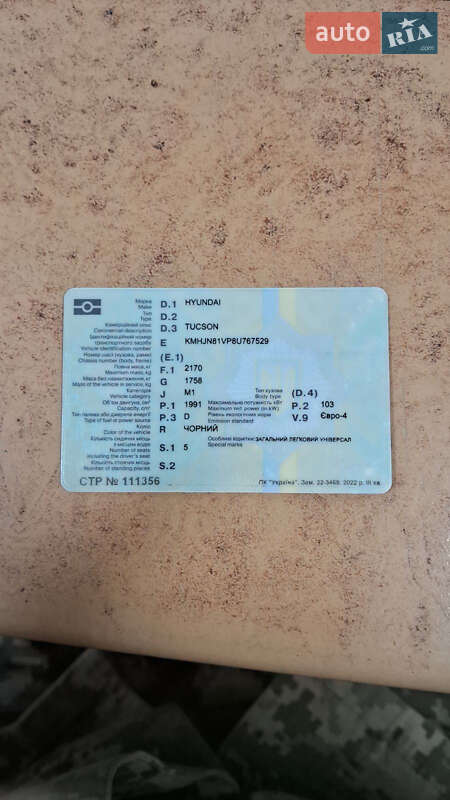 auto RIA .com
Марка D.1 HYUNDAI
Make
Тип D.2
Type
Комерційний опис D.3 TUCSON
Commercial description
Ідентифікаційний номер
транспортного засобу E KMHJN81VP8U767529
Vehicle identification number
Номер шасі (кузова, рами) (E.1)
Chassis number (body, frame)
Повна маса, кг F.1 2170
Maximum mass, kg
Маса без навантаження, кг G 1758
Mass of the vehicle in service, kg
Категорія J M1 Тип кузова (D.4)
Vehicle category Body type
Об'єм двигуна, см³ P.1 1991 Максимальна потужність кВт P.2 103
Capacity, cm³ Maximum net power (in kW)
Тип палива або джерела енергії P.3 D Рівень екологічних норм V.9 Євро-4
Type of fuel or power source Emission standard
Колір R ЧОРНИЙ
Color of the vehicle
Кількість сидячих місць Особливі відмітки ЗАГАЛЬНИЙ ЛЕГКОВИЙ УНІВЕРСАЛ
з місцем водія S.1 5 Special marks
Number of seats
including the driver's seat
Кількість стоячих місць S.2
Number of standing places
СТР № 111356 ПК "Україна". Зам. 22-3469. 2022 р. III кв.